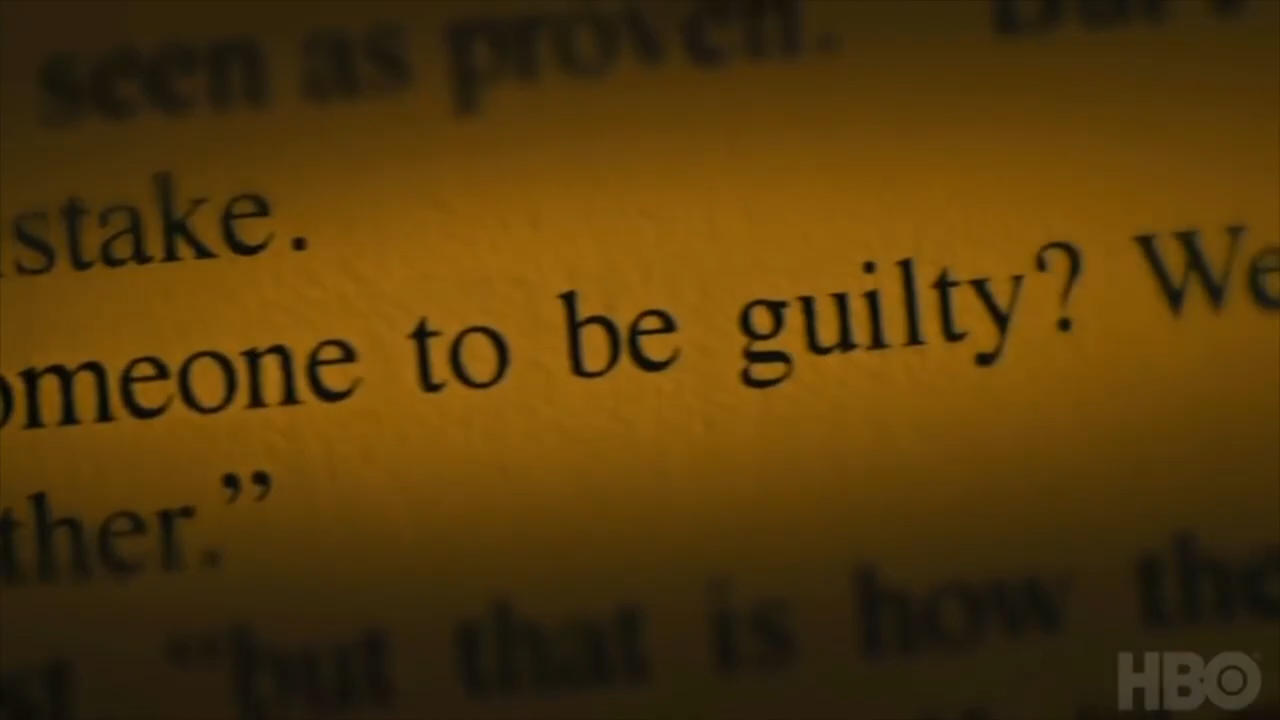 seen as proven.
stake.
omeone to be guilty? We
ther.”
“but that is how the
HBO